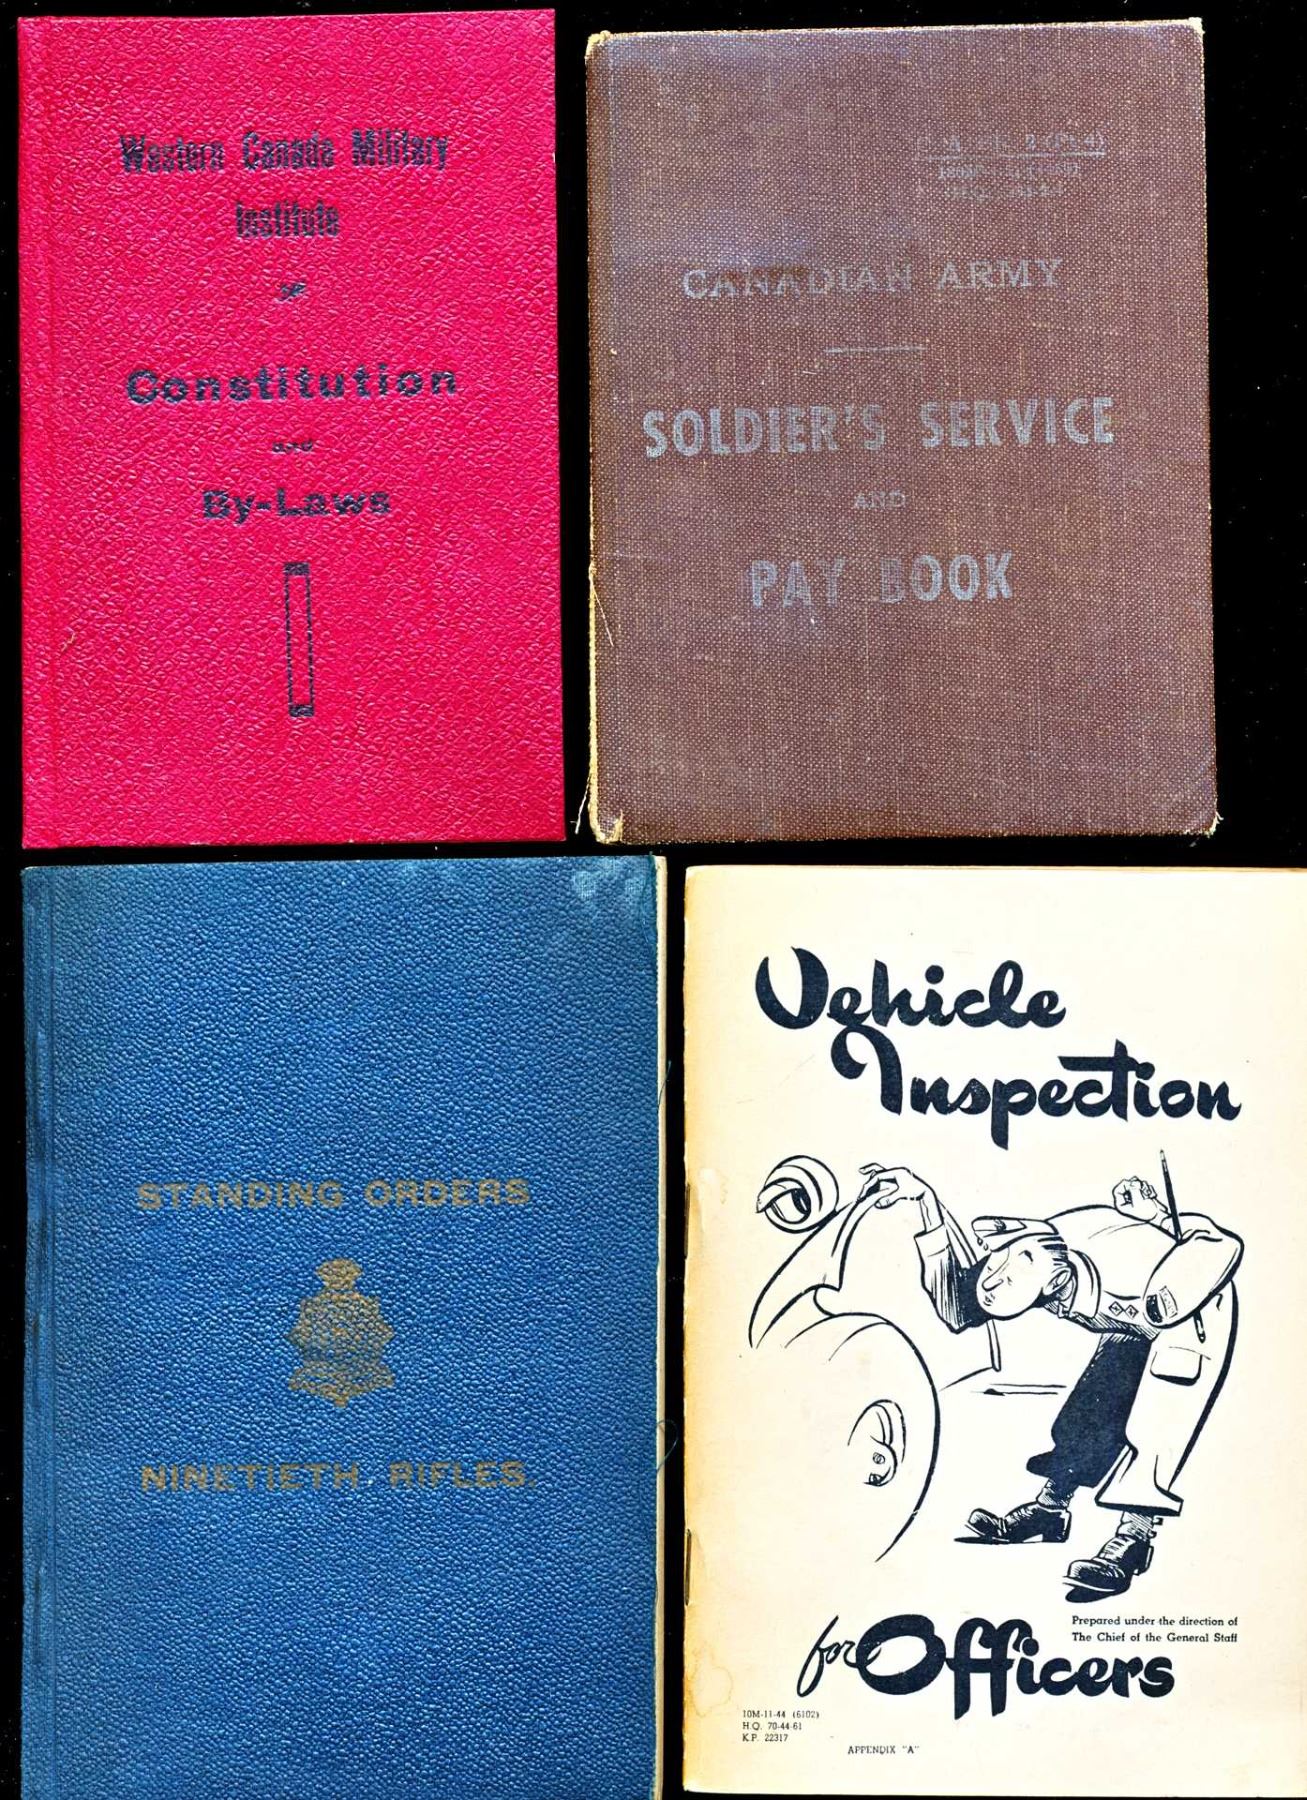 Western Canada Military
Institute
Constitution
and
By-Laws
CANADIAN ARMY
SOLDIER'S SERVICE
AND
PAY BOOK
STANDING ORDERS
NINETIETH RIFLES.
Vehicle
Inspection
Prepared under the direction of
The Chief of the General Staff
for Officers
10M-11-44 (6102)
H.Q. 70-44-61
K.P. 22317
APPENDIX "A"